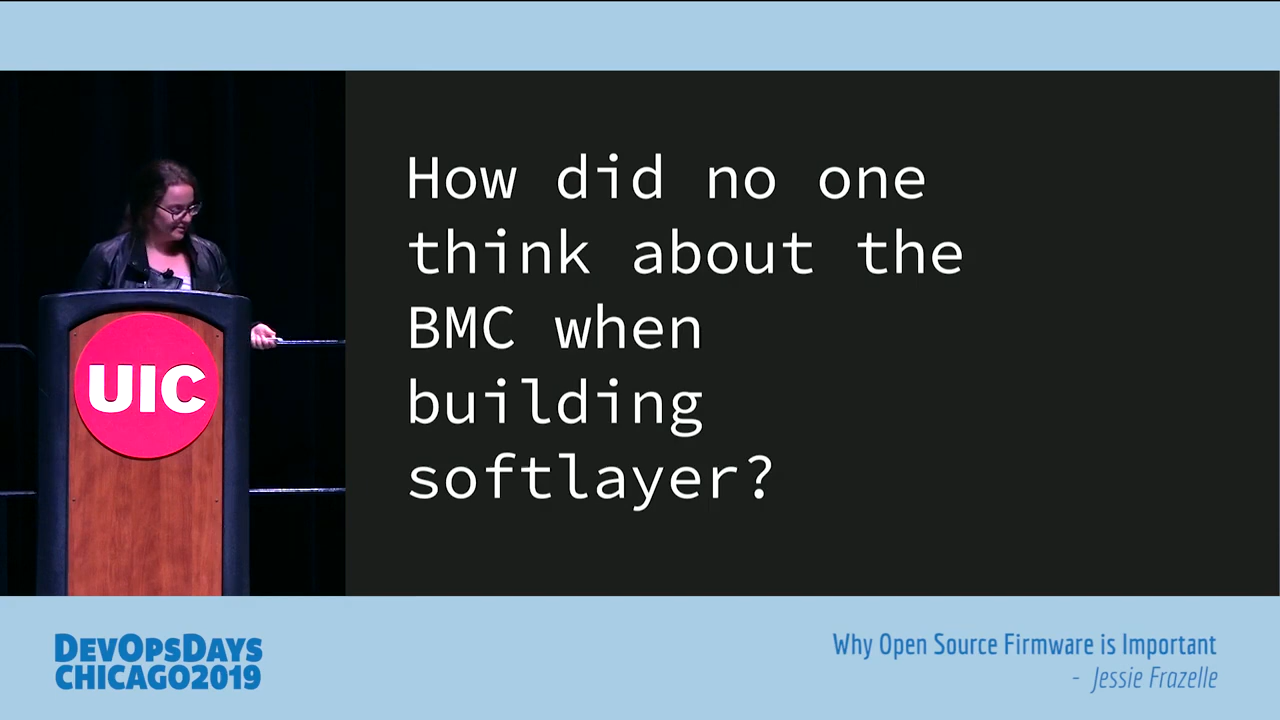 How did no one
think about the
BMC when
building
softlayer?
UIC
DEVOPSDAYS
CHICAGO2019
Why Open Source Firmware is Important
- Jessie Frazelle